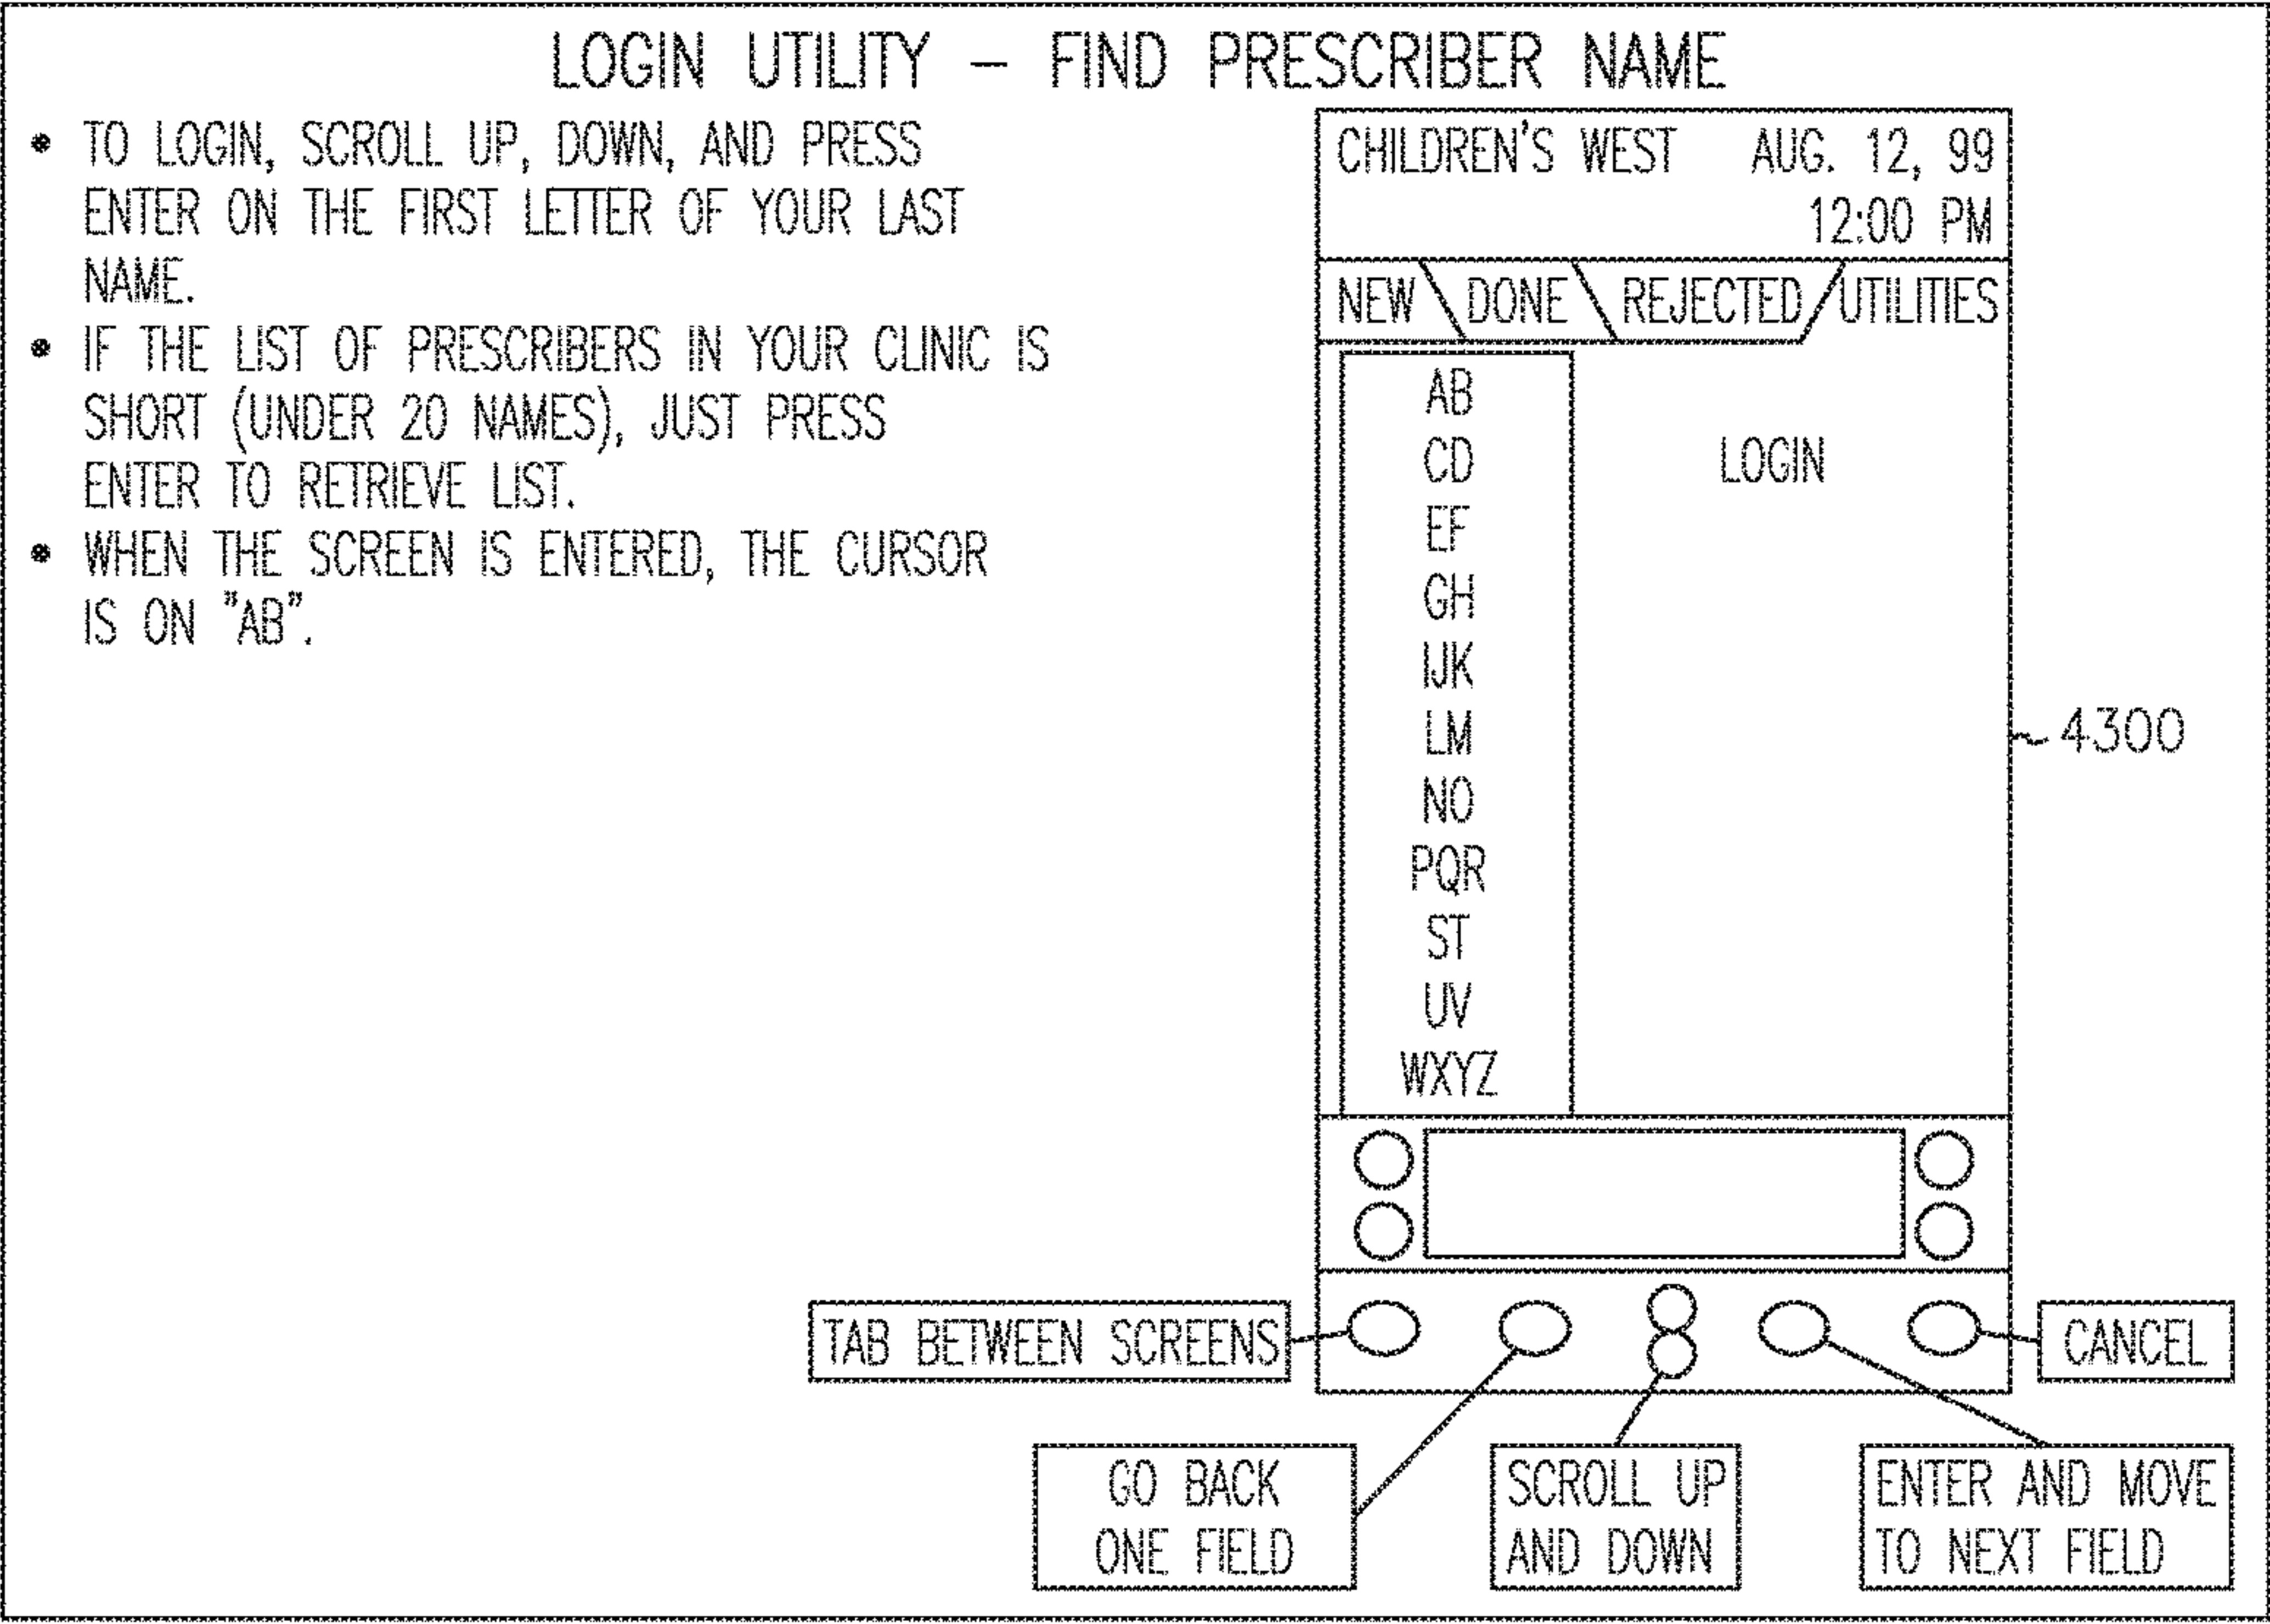 LOGIN UTILITY – FIND PRESCRIBER NAME
• TO LOGIN, SCROLL UP, DOWN, AND PRESS
ENTER ON THE FIRST LETTER OF YOUR LAST
NAME.
• IF THE LIST OF PRESCRIBERS IN YOUR CLINIC IS
SHORT (UNDER 20 NAMES), JUST PRESS
ENTER TO RETRIEVE LIST.
• WHEN THE SCREEN IS ENTERED, THE CURSOR
IS ON "AB".
CHILDREN'S WEST AUG. 12, 99
12:00 PM
NEW DONE REJECTED UTILITIES
AB
CD
EF
GH
IJK
LM
NO
PQR
ST
UV
WXYZ
LOGIN
4300
TAB BETWEEN SCREENS
CANCEL
GO BACK
ONE FIELD
SCROLL UP
AND DOWN
ENTER AND MOVE
TO NEXT FIELD